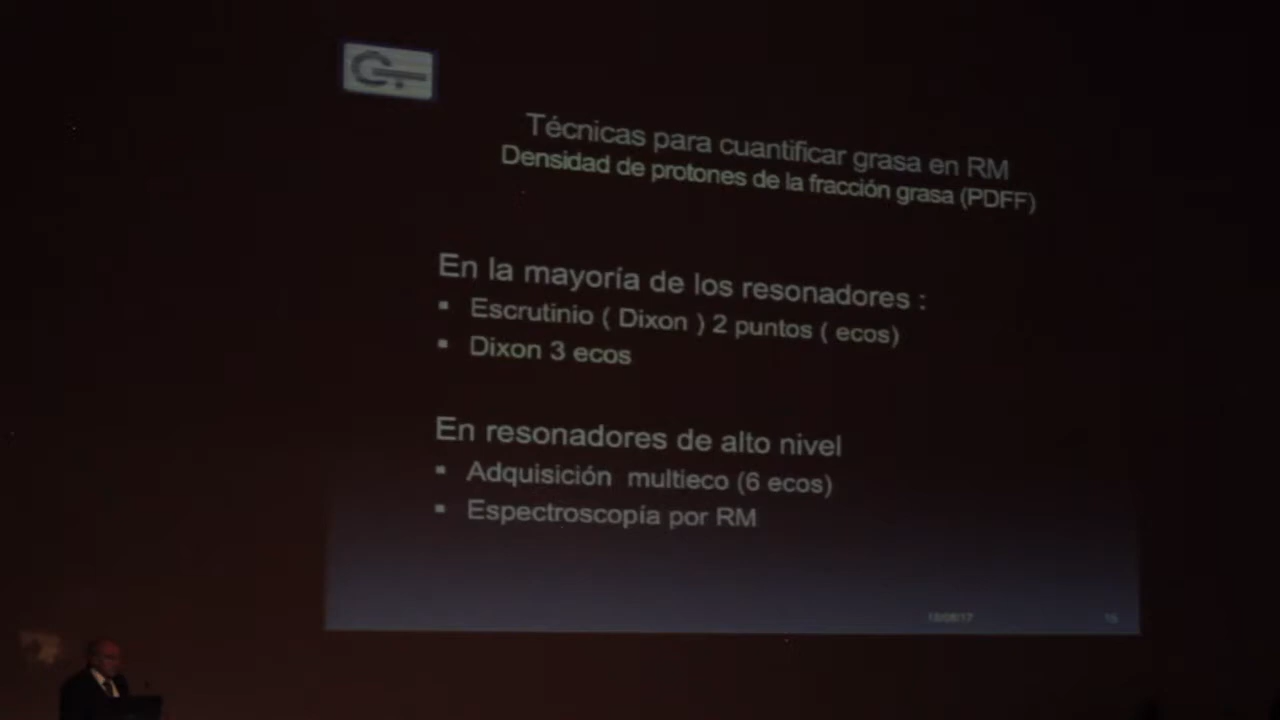 Técnicas para cuantificar grasa en RM
Densidad de protones de la fracción grasa (PDFF)
En la mayoría de los resonadores :
▪ Escrutinio ( Dixon ) 2 puntos ( ecos)
▪ Dixon 3 ecos
En resonadores de alto nivel
▪ Adquisición multieco (6 ecos)
▪ Espectroscopía por RM